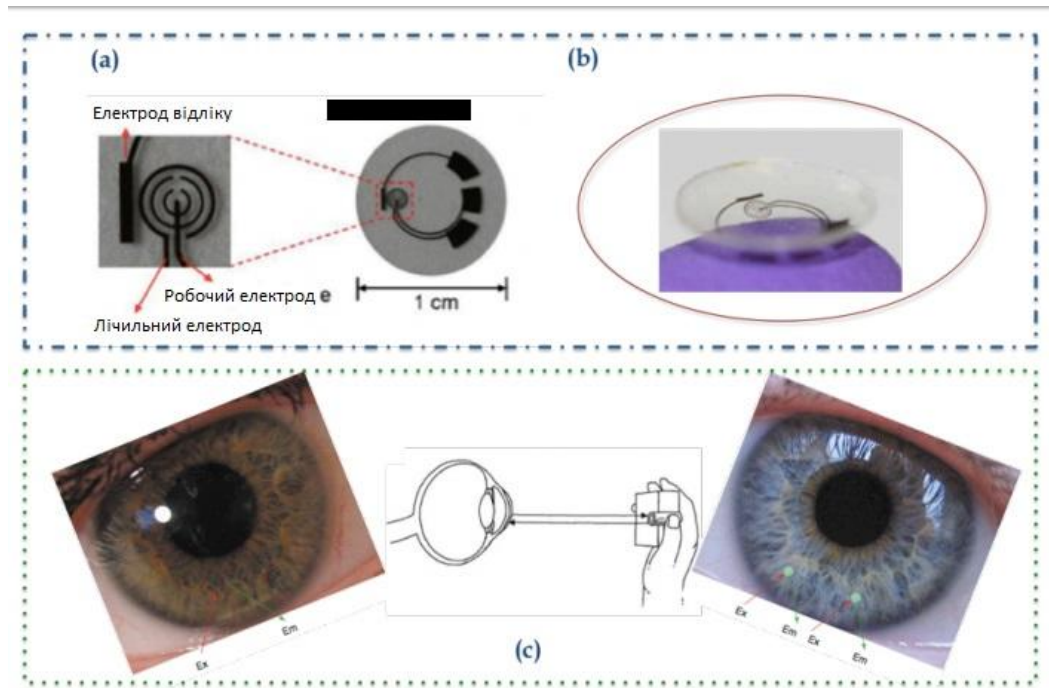 (a)
(b)
Електрод відліку
Робочий електрод e
Лічильний електрод
1 cm
Ex
Em
Ex
Em
Ex
Em
(c)